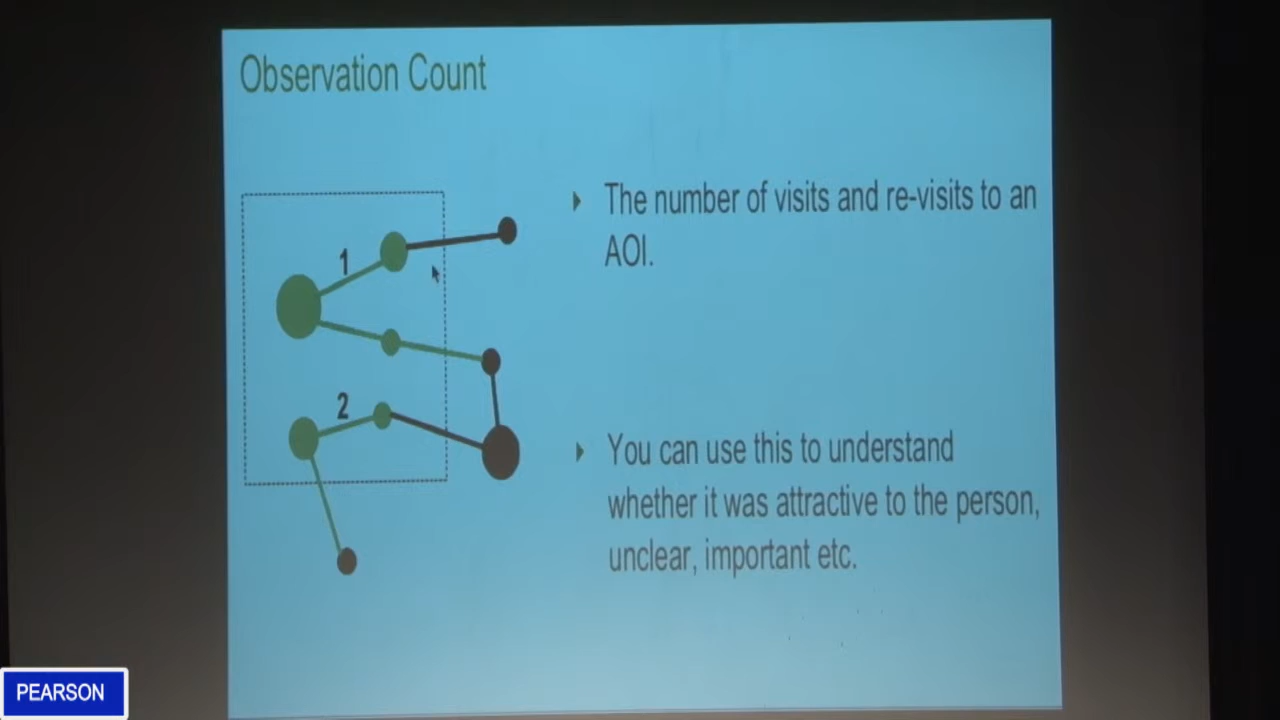 Observation Count
1
2
The number of visits and re-visits to an
AOI.
You can use this to understand
whether it was attractive to the person,
unclear, important etc.
PEARSON